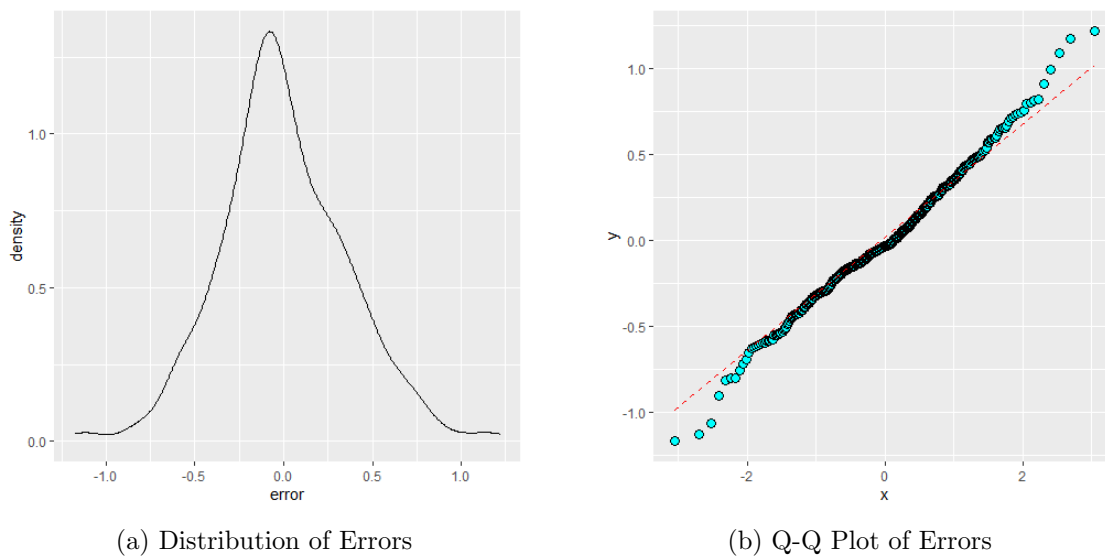 1.0
0.5
0.0
density
-1.0 -0.5 0.0 0.5 1.0
error
(a) Distribution of Errors
1.0
0.5
0.0
-0.5
-1.0
y
-2 0 2
x
(b) Q-Q Plot of Errors